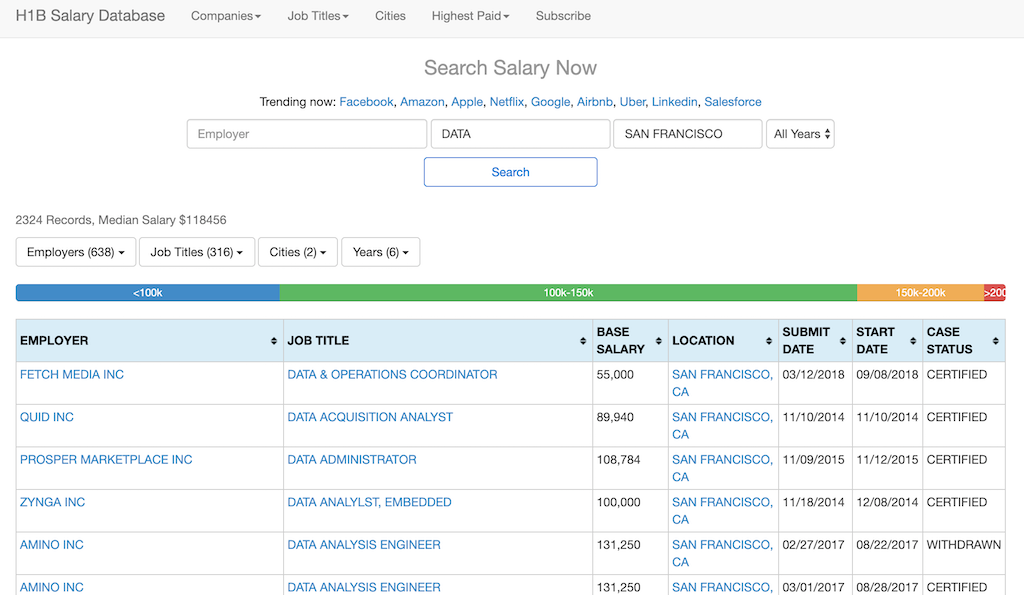 H1B Salary Database Companies Job Titles Cities Highest Paid Subscribe
Search Salary Now
Trending now: Facebook, Amazon, Apple, Netflix, Google, Airbnb, Uber, Linkedin, Salesforce
Employer DATA SAN FRANCISCO All Years
Search
2324 Records, Median Salary $118456
Employers (638) Job Titles (316) Cities (2) Years (6)
<100k 100k-150k 150k-200k >200
EMPLOYER JOB TITLE BASE SALARY LOCATION SUBMIT DATE START DATE CASE STATUS
FETCH MEDIA INC DATA & OPERATIONS COORDINATOR 55,000 SAN FRANCISCO, CA 03/12/2018 09/08/2018 CERTIFIED
QUID INC DATA ACQUISITION ANALYST 89,940 SAN FRANCISCO, CA 11/10/2014 11/10/2014 CERTIFIED
PROSPER MARKETPLACE INC DATA ADMINISTRATOR 108,784 SAN FRANCISCO, CA 11/09/2015 11/12/2015 CERTIFIED
ZYNGA INC DATA ANALYLST, EMBEDDED 100,000 SAN FRANCISCO, CA 11/18/2014 12/08/2014 CERTIFIED
AMINO INC DATA ANALYSIS ENGINEER 131,250 SAN FRANCISCO, CA 02/27/2017 08/22/2017 WITHDRAWN
AMINO INC DATA ANALYSIS ENGINEER 131,250 SAN FRANCISCO, 03/01/2017 08/28/2017 CERTIFIED